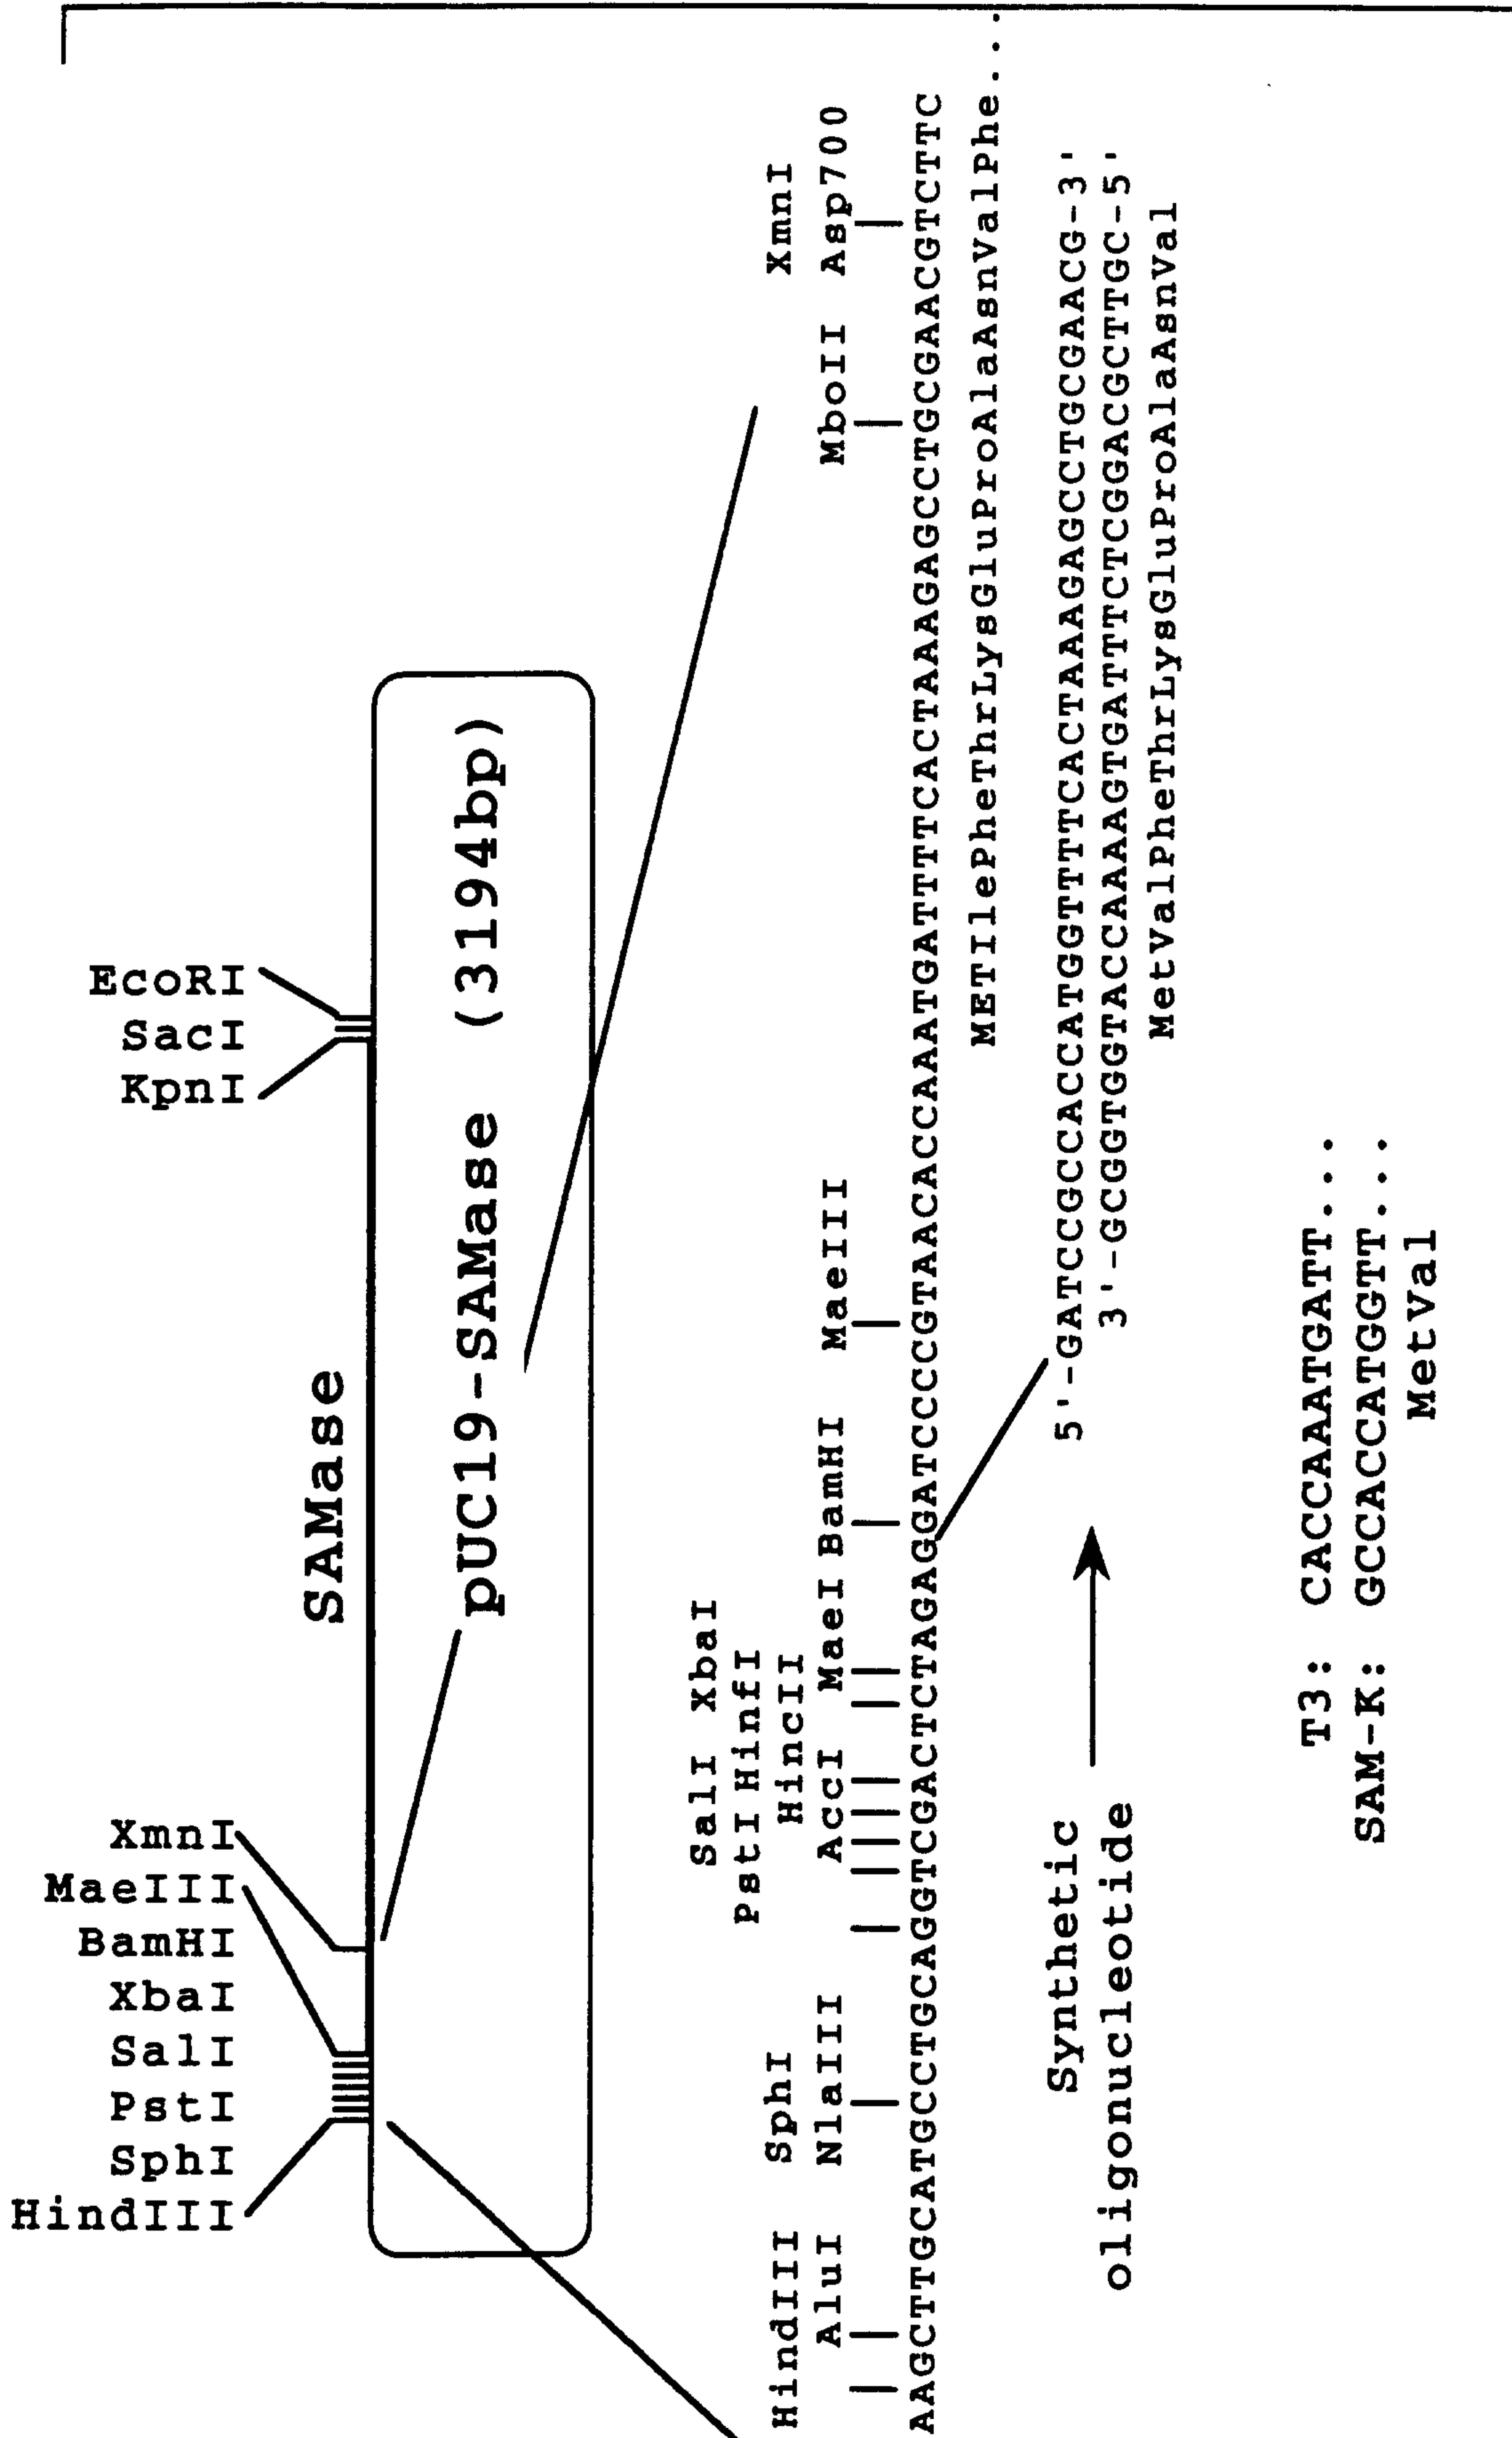 HindIII
SphI
PstI
SalI
XbaI
BamHI
MaeIII
XmnI
KpnI
SacI
EcoRI
SAMase
pUC19-SAMase (3194bp)
SalI XbaI
PstI HinfI
HindIII SphI HincII XmnI
AluI NlaIII AccI MaeI BamHI MaeIII MboII Asp700
AAGCTTGCATGCCTGCAGGTCGACTCTAGAGGATCCCCGTAACACCAAATGATTTTCACTAAAGAGCCTGCGAACGTCTTC
METIlePheThrLysGluProAlaAsnValPhe...
Synthetic
oligonucleotide
5'-GATCCGCCACCATGGTTTTCACTAAAGAGCCTGCGAACG-3'
3'-GCGGTGGTACCAAAAGTGATTTCTCGGACGCTTGC-5'
MetValPheThrLysGluProAlaAsnVal
T3: CACCAAATGATT...
SAM-K: GCCACCATGGTT...
MetVal